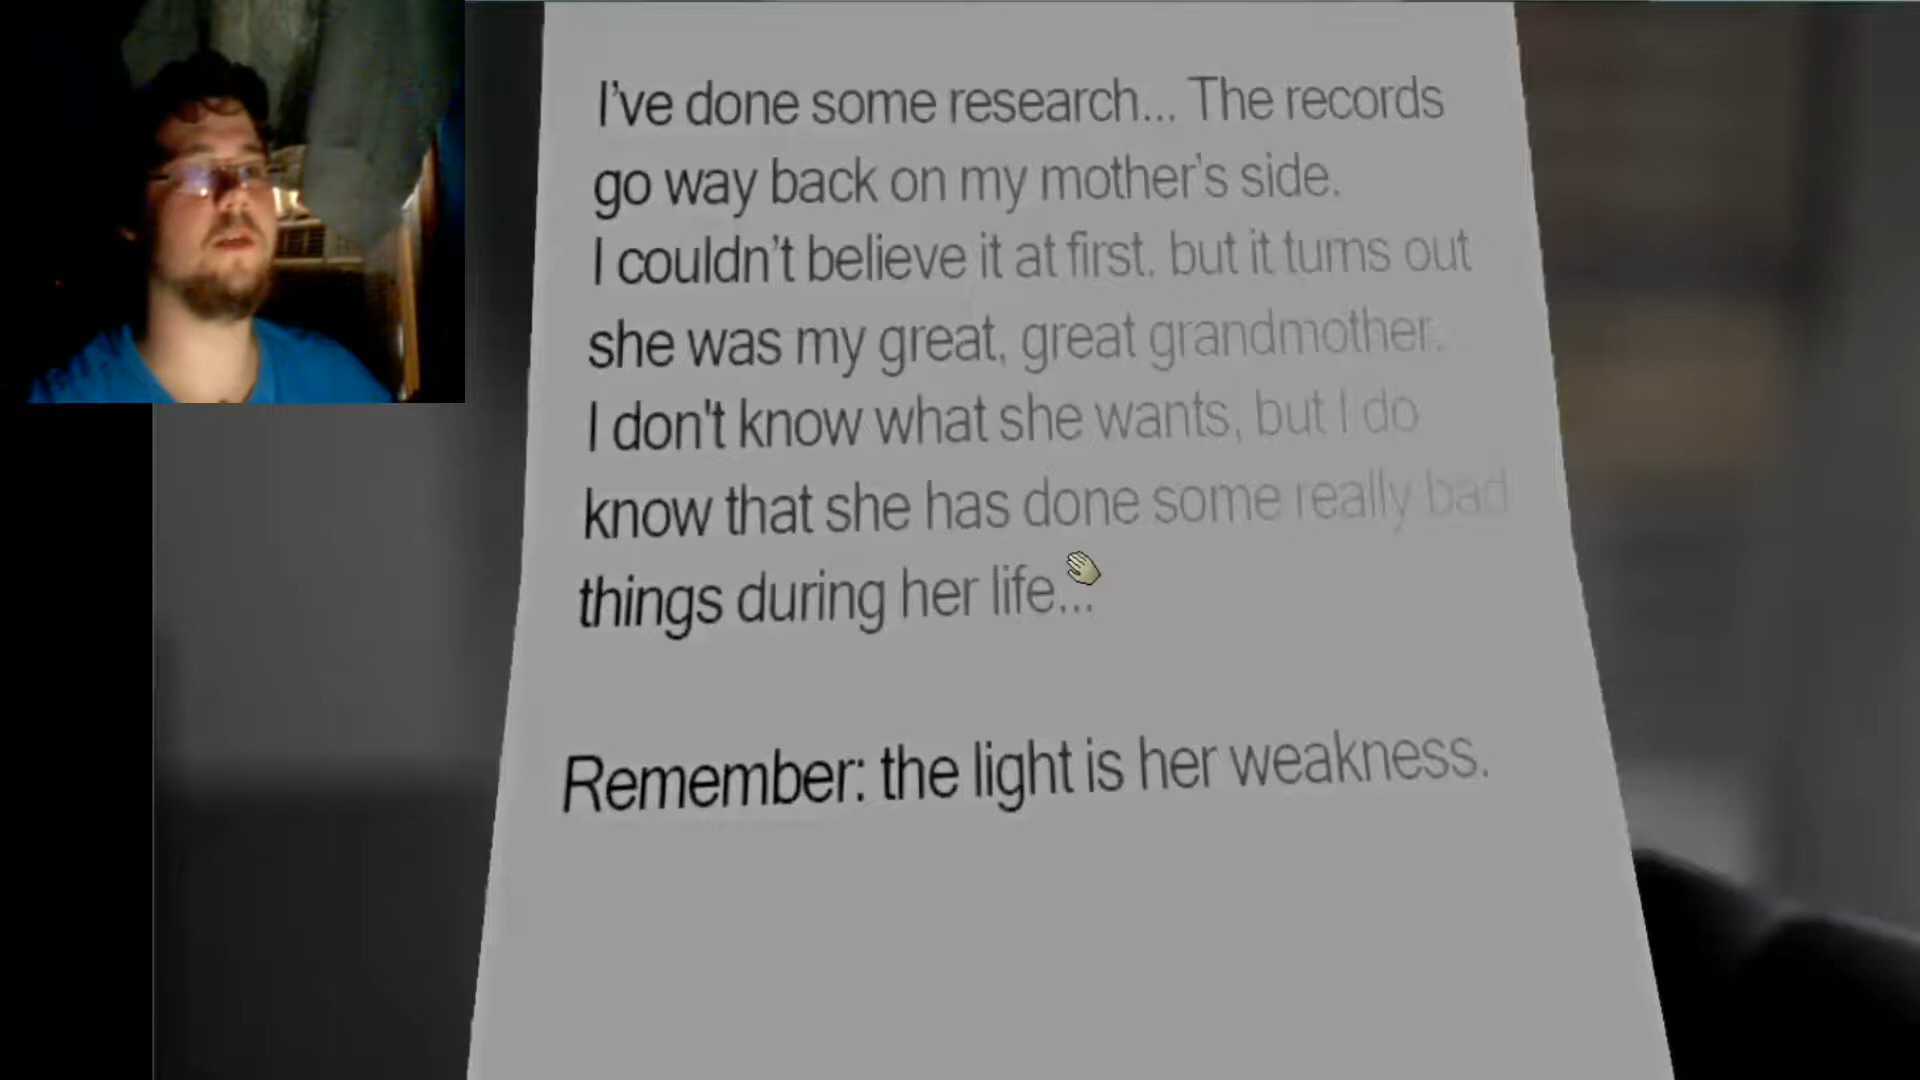 I've done some research... The records
go way back on my mother's side.
I couldn't believe it at first. but it turns out
she was my great, great grandmother.
I don't know what she wants, but I do
know that she has done some really bad
things during her life...
Remember: the light is her weakness.